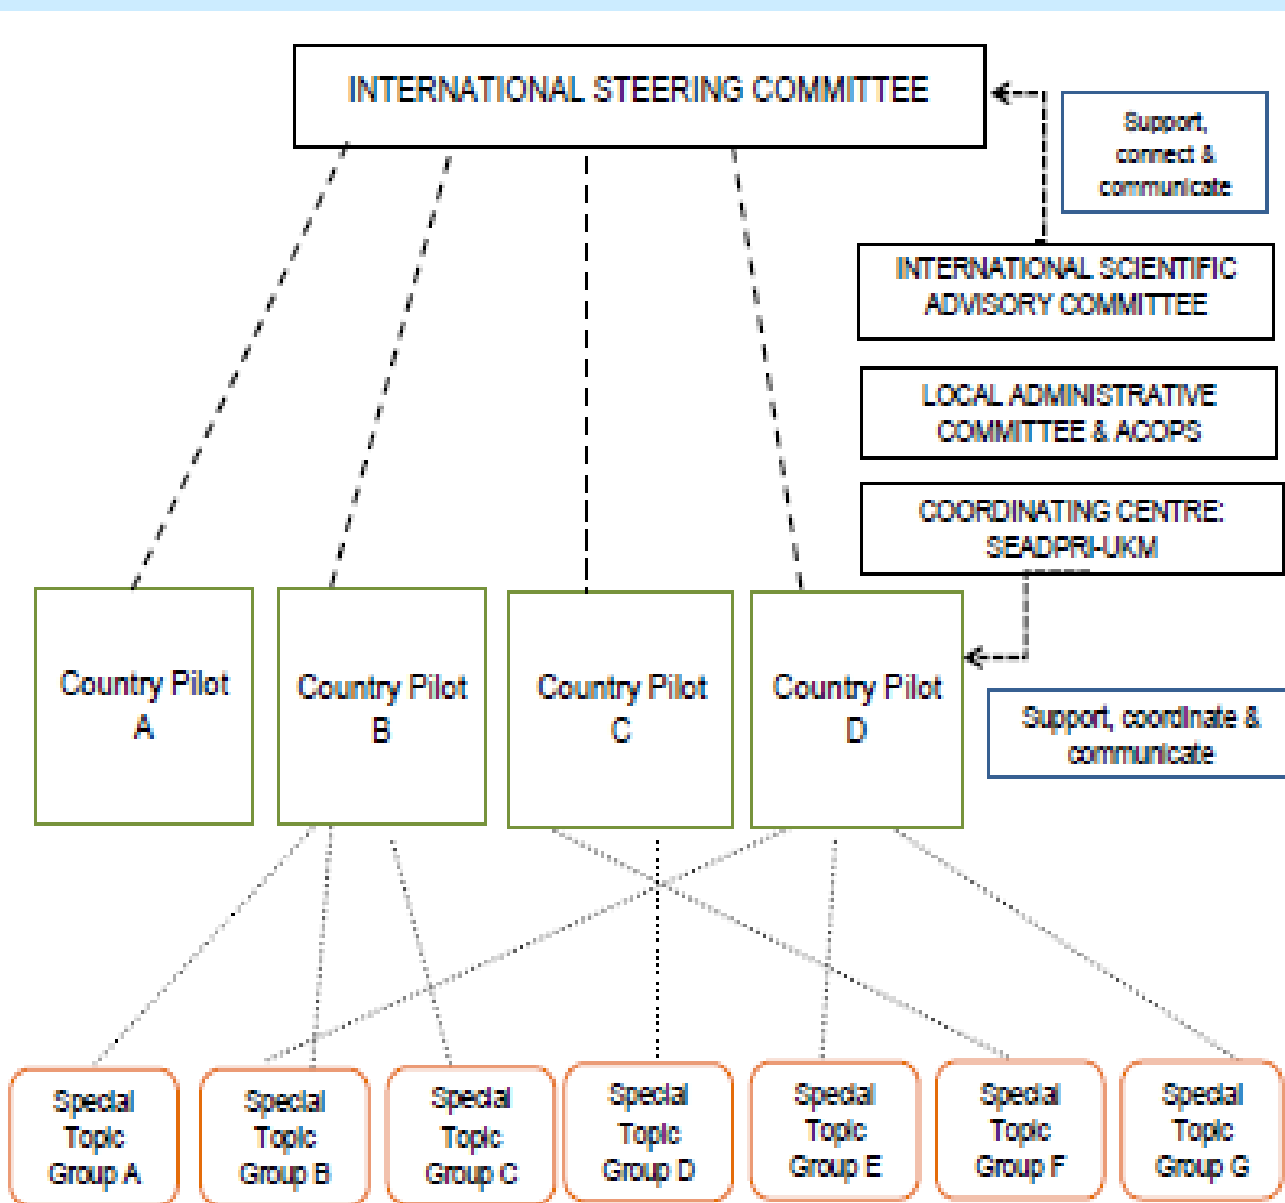 INTERNATIONAL STEERING COMMITTEE
Support,
connect &
communicate
INTERNATIONAL SCIENTIFIC
ADVISORY COMMITTEE
LOCAL ADMINISTRATIVE
COMMITTEE & ACOPS
COORDINATING CENTRE:
SEADPRI-UKM
Country Pilot
A
Country Pilot
B
Country Pilot
C
Country Pilot
D
Support, coordinate &
communicate
Special
Topic
Group A
Special
Topic
Group B
Special
Topic
Group C
Special
Topic
Group D
Special
Topic
Group E
Special
Topic
Group F
Special
Topic
Group G